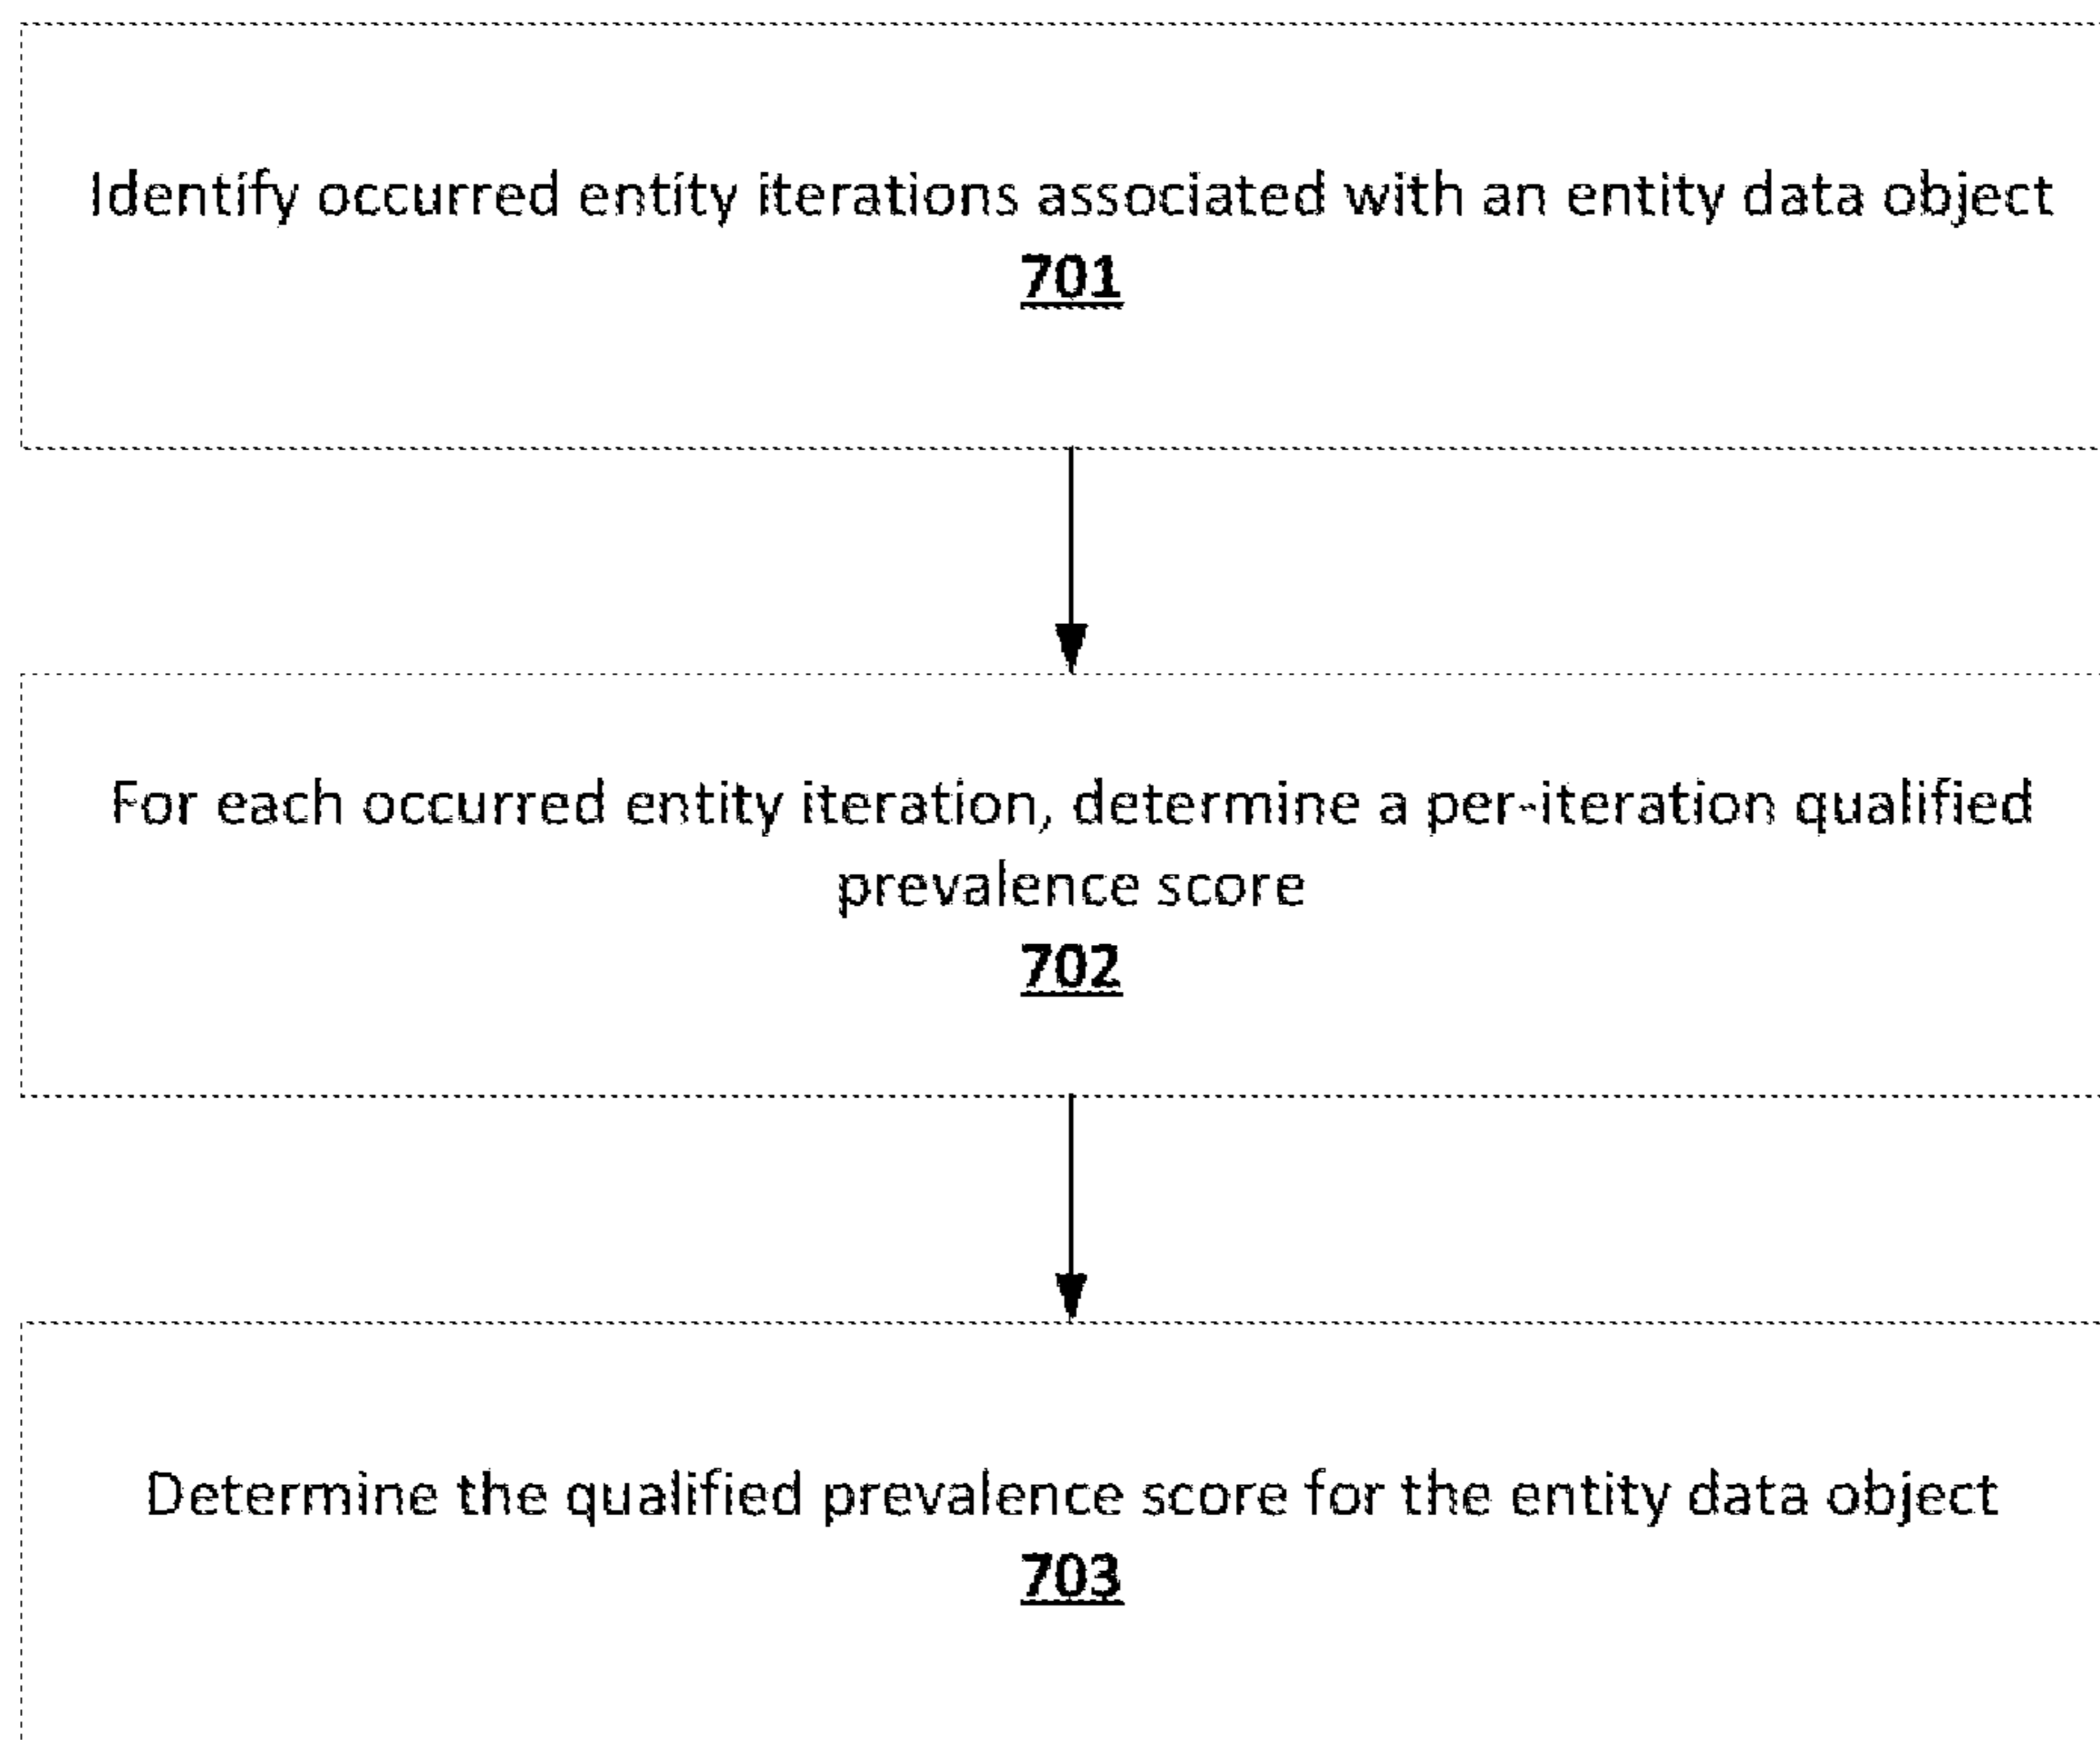 Identify occurred entity iterations associated with an entity data object
701
For each occurred entity iteration, determine a per-iteration qualified
prevalence score
702
Determine the qualified prevalence score for the entity data object
703